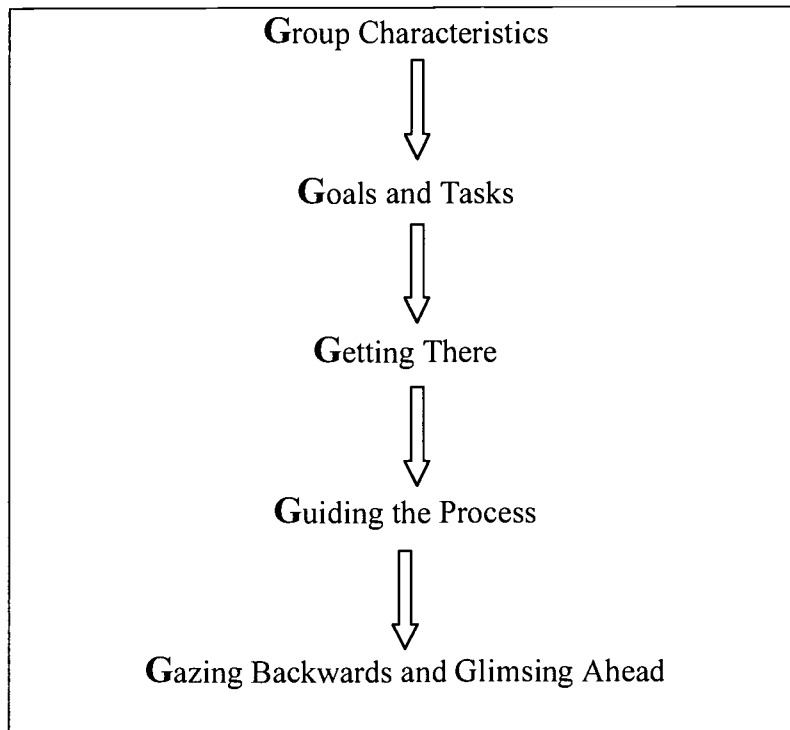 Group Characteristics
Goals and Tasks
Getting There
Guiding the Process
Gazing Backwards and Glimsing Ahead